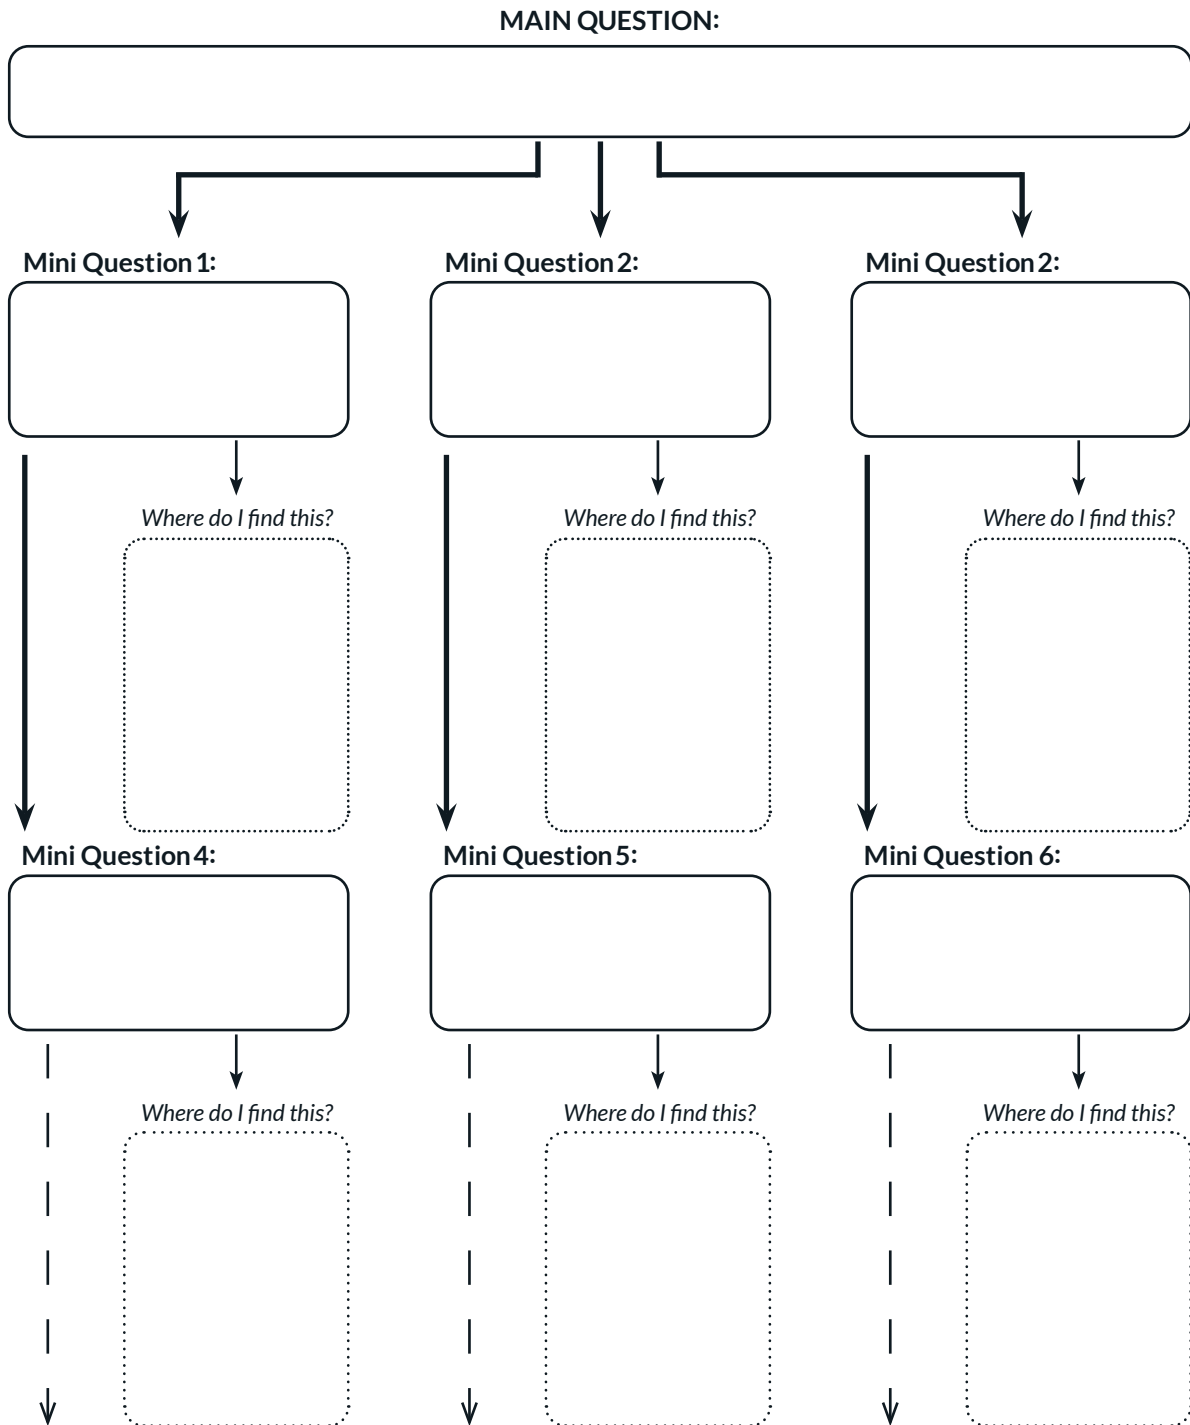 MAIN QUESTION:
Mini Question 1:
Mini Question 2:
Mini Question 2:
Where do I find this?
Where do I find this?
Where do I find this?
Mini Question 4:
Mini Question 5:
Mini Question 6:
Where do I find this?
Where do I find this?
Where do I find this?